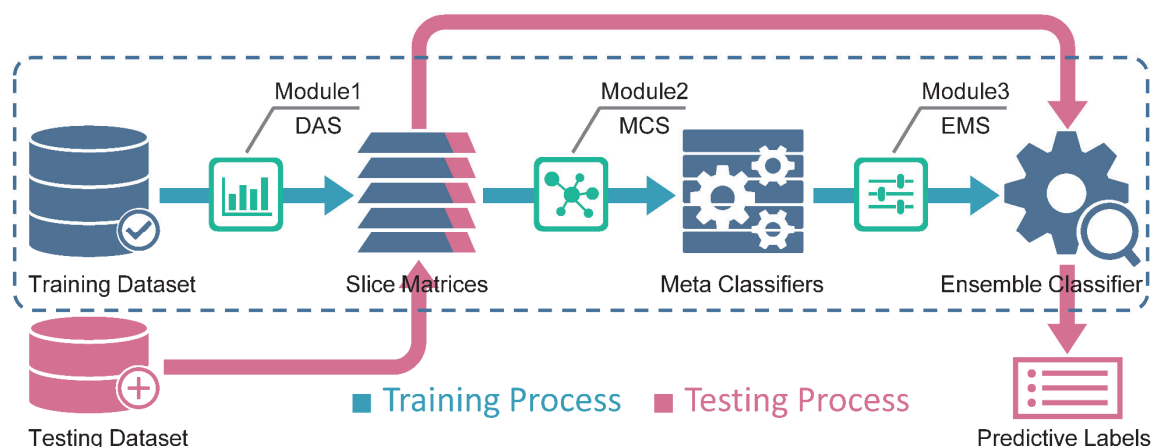 Module1
DAS
Module2
MCS
Module3
EMS
Training Dataset
Slice Matrices
Meta Classifiers
Ensemble Classifier
Training Process
Testing Process
Testing Dataset
Predictive Labels